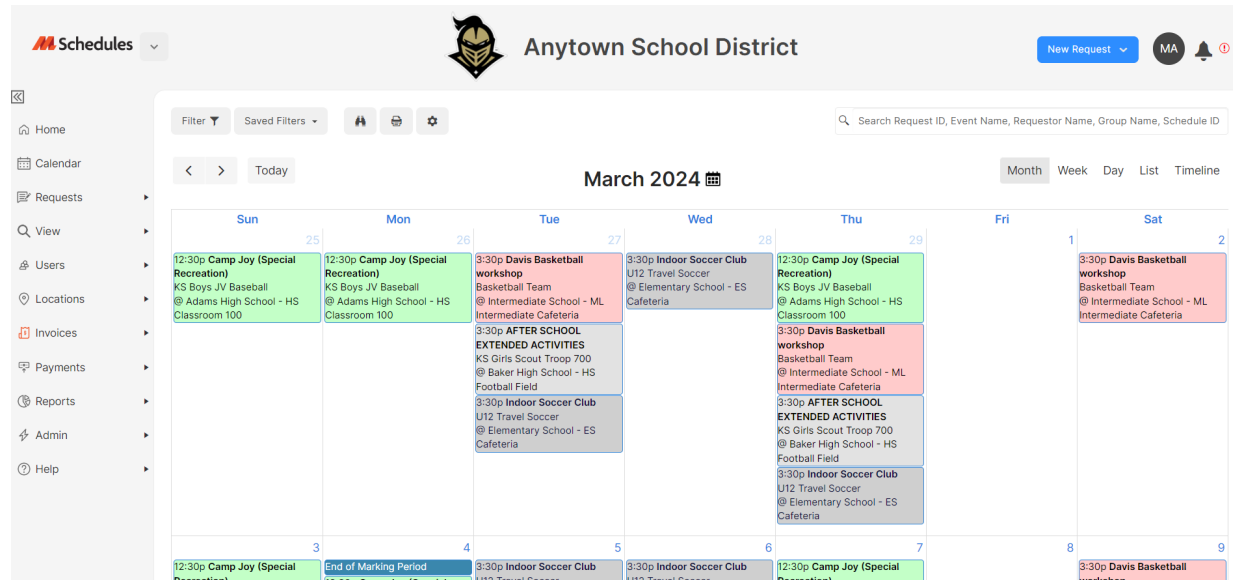 Schedules
Anytown School District
New Request
MA
Home
Calendar
Requests
View
Users
Locations
Invoices
Payments
Reports
Admin
Help
Filter
Saved Filters
Search Request ID, Event Name, Requestor Name, Group Name, Schedule ID
Today
March 2024
Month Week Day List Timeline
Sun Mon Tue Wed Thu Fri Sat
25
12:30p Camp Joy (Special
Recreation)
KS Boys JV Baseball
@ Adams High School - HS
Classroom 100
26
12:30p Camp Joy (Special
Recreation)
KS Boys JV Baseball
@ Adams High School - HS
Classroom 100
27
3:30p Davis Basketball
workshop
Basketball Team
@ Intermediate School - ML
Intermediate Cafeteria
3:30p AFTER SCHOOL
EXTENDED ACTIVITIES
KS Girls Scout Troop 700
@ Baker High School - HS
Football Field
3:30p Indoor Soccer Club
U12 Travel Soccer
@ Elementary School - ES
Cafeteria
28
3:30p Indoor Soccer Club
U12 Travel Soccer
@ Elementary School - ES
Cafeteria
29
12:30p Camp Joy (Special
Recreation)
KS Boys JV Baseball
@ Adams High School - HS
Classroom 100
3:30p Davis Basketball
workshop
Basketball Team
@ Intermediate School - ML
Intermediate Cafeteria
3:30p AFTER SCHOOL
EXTENDED ACTIVITIES
KS Girls Scout Troop 700
@ Baker High School - HS
Football Field
3:30p Indoor Soccer Club
U12 Travel Soccer
@ Elementary School - ES
Cafeteria
1
2
3:30p Davis Basketball
workshop
Basketball Team
@ Intermediate School - ML
Intermediate Cafeteria
3
12:30p Camp Joy (Special
4
End of Marking Period
5
3:30p Indoor Soccer Club
6
3:30p Indoor Soccer Club
7
12:30p Camp Joy (Special
8
9
3:30p Davis Basketball